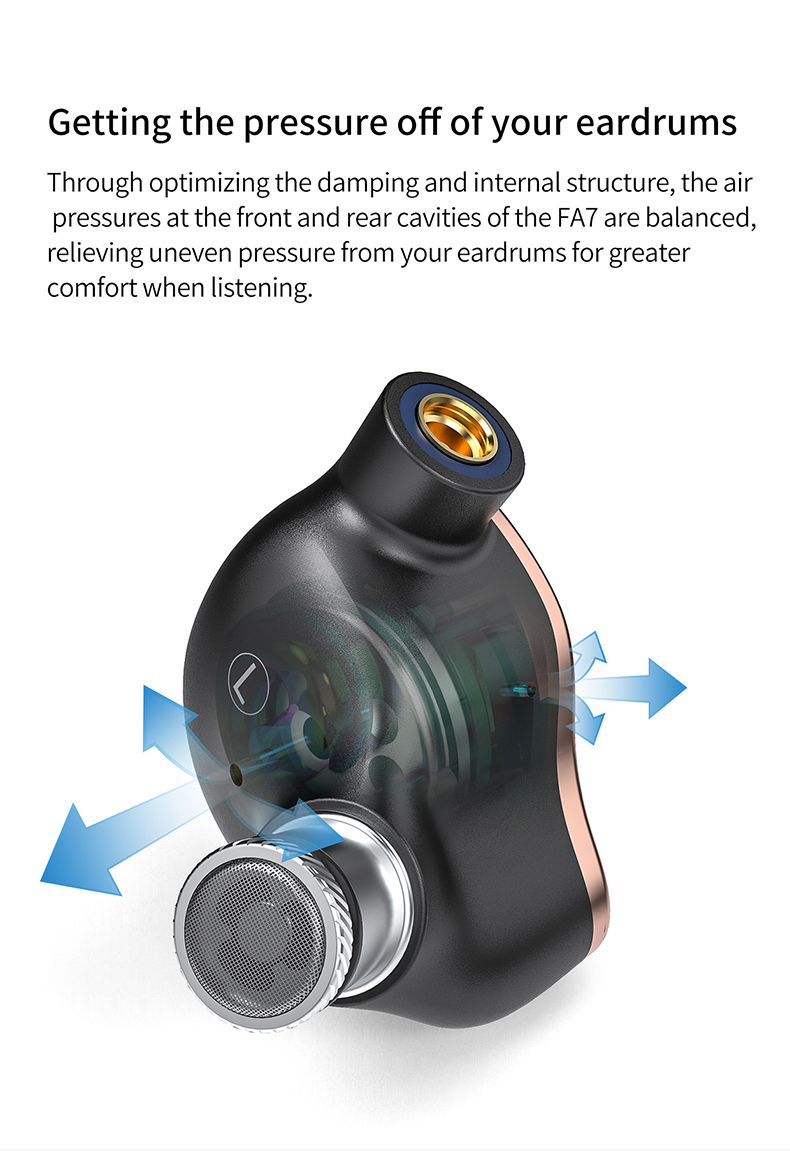 Getting the pressure off of your eardrums
Through optimizing the damping and internal structure, the air
pressures at the front and rear cavities of the FA7 are balanced,
relieving uneven pressure from your eardrums for greater
comfort when listening.
L